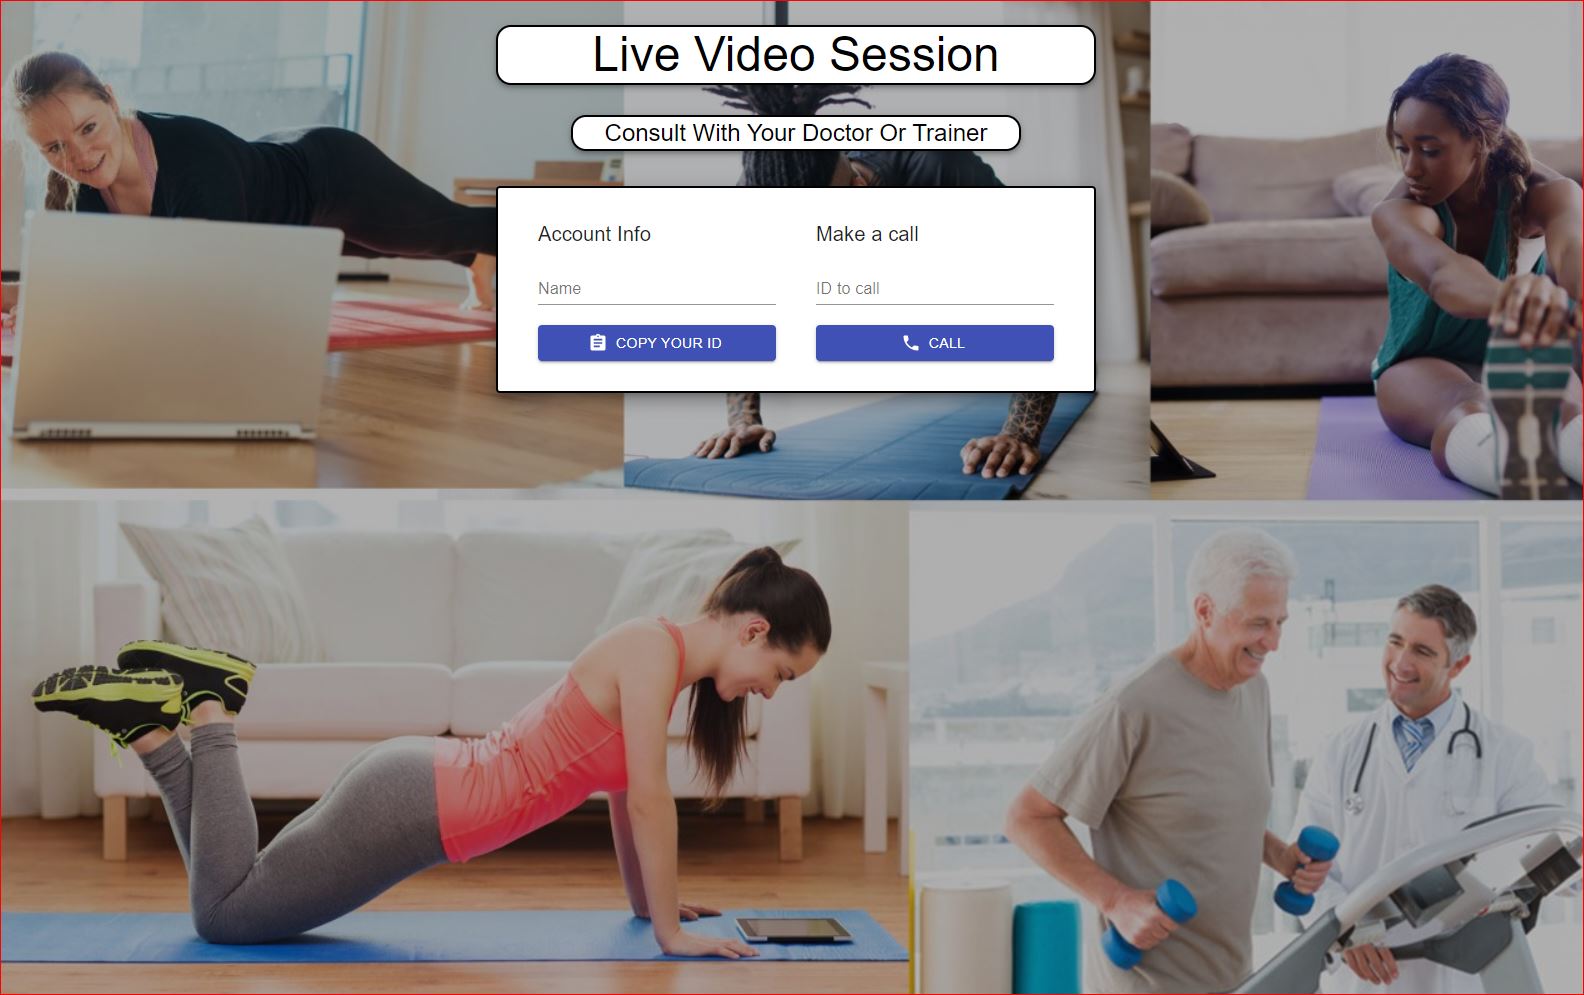 Live Video Session
Consult With Your Doctor Or Trainer
Account Info
Name
COPY YOUR ID
Make a call
ID to call
CALL